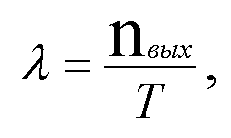 λ = n_вых / T ,